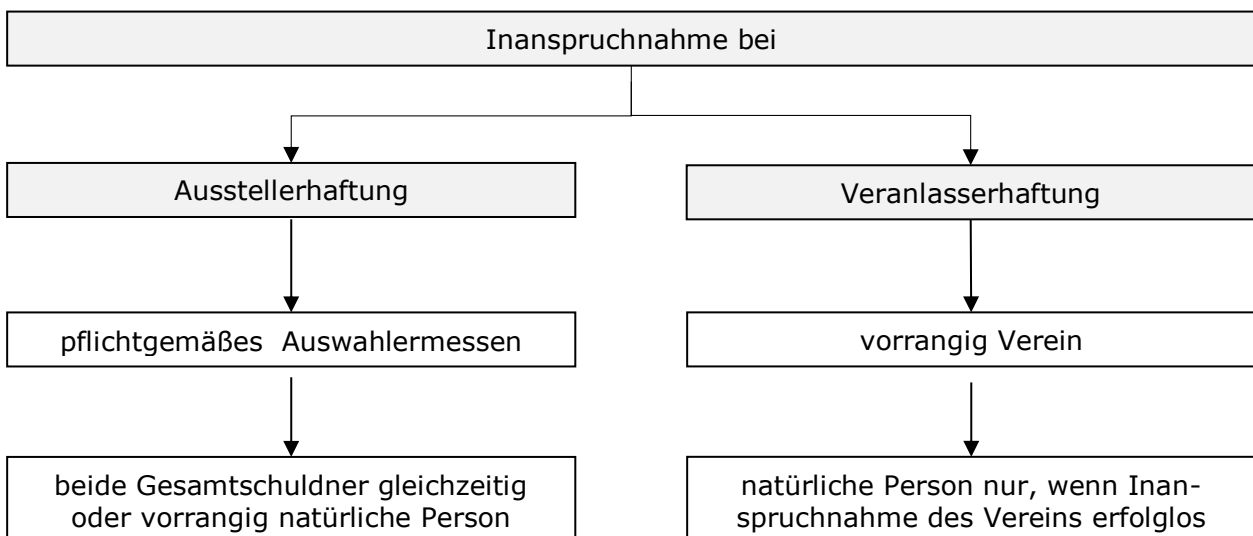 Inanspruchnahme bei
Ausstellerhaftung
Veranlasserhaftung
pflichtgemäßes Auswahlermessen
vorrangig Verein
beide Gesamtschuldner gleichzeitig
oder vorrangig natürliche Person
natürliche Person nur, wenn Inan-
spruchnahme des Vereins erfolglos